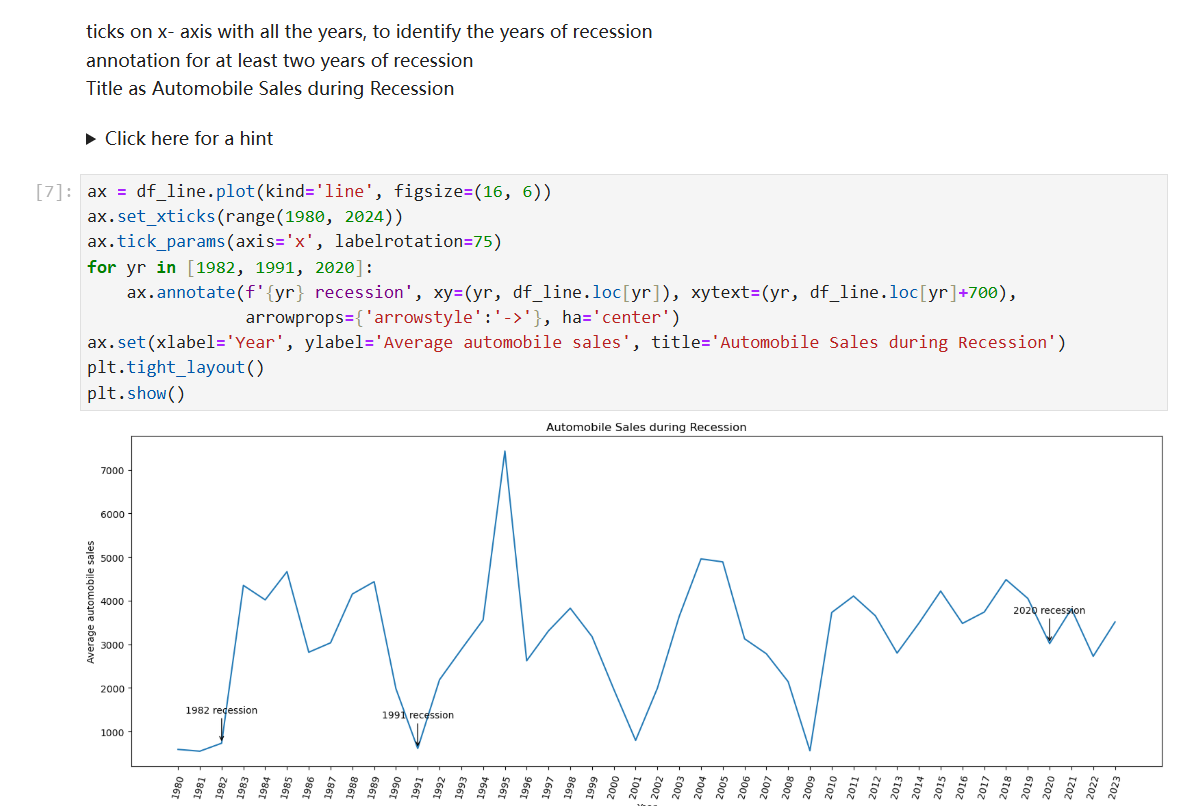 ticks on x- axis with all the years, to identify the years of recession
annotation for at least two years of recession
Title as Automobile Sales during Recession
Click here for a hint
[7]:
ax = df_line.plot(kind='line', figsize=(16, 6))
ax.set_xticks(range(1980, 2024))
ax.tick_params(axis='x', labelrotation=75)
for yr in [1982, 1991, 2020]:
    ax.annotate(f'{yr} recession', xy=(yr, df_line.loc[yr]), xytext=(yr, df_line.loc[yr]+700),
                arrowprops={'arrowstyle':'->'}, ha='center')
ax.set(xlabel='Year', ylabel='Average automobile sales', title='Automobile Sales during Recession')
plt.tight_layout()
plt.show()
Automobile Sales during Recession
Average automobile sales
7000
6000
5000
4000
3000
2000
1000
2020 recession
1982 recession
1991 recession
1980 1981 1982 1983 1984 1985 1986 1987 1988 1989 1990 1991 1992 1993 1994 1995 1996 1997 1998 1999 2000 2001 2002 2003 2004 2005 2006 2007 2008 2009 2010 2011 2012 2013 2014 2015 2016 2017 2018 2019 2020 2021 2022 2023